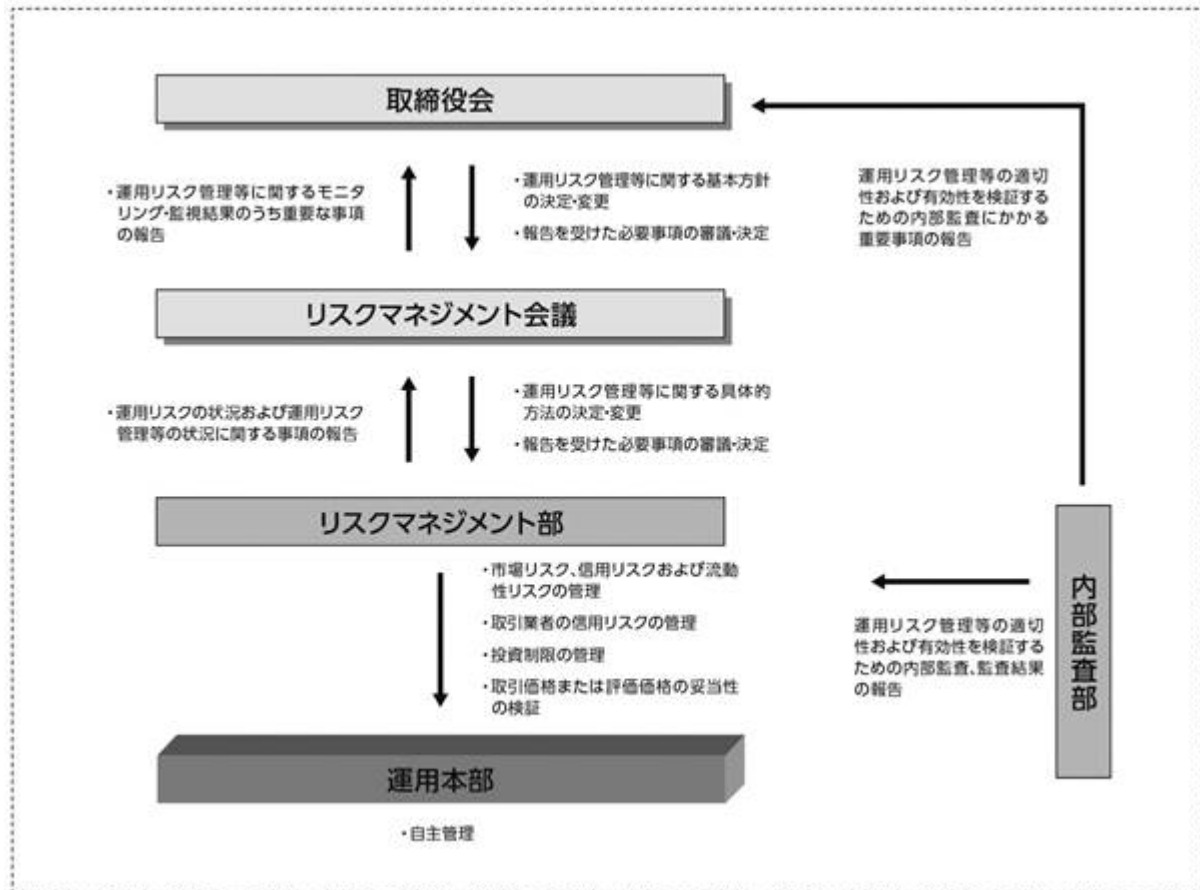 取締役会
・運用リスク管理等に関するモニタ
リング・監視結果のうち重要な事項
の報告
・運用リスク管理等に関する基本方針
の決定・変更
・報告を受けた必要事項の審議・決定
運用リスク管理等の適切
性および有効性を検証する
ための内部監査にかかる
重要事項の報告
リスクマネジメント会議
・運用リスクの状況および運用リスク
管理等の状況に関する事項の報告
・運用リスク管理等に関する具体的
方法の決定・変更
・報告を受けた必要事項の審議・決定
リスクマネジメント部
・市場リスク、信用リスクおよび流動
性リスクの管理
・取引業者の信用リスクの管理
・投資制限の管理
・取引価格または評価価格の妥当性
の検証
運用リスク管理等の適切
性および有効性を検証する
ための内部監査、監査結果
の報告
内部監査部
運用本部
・自主管理